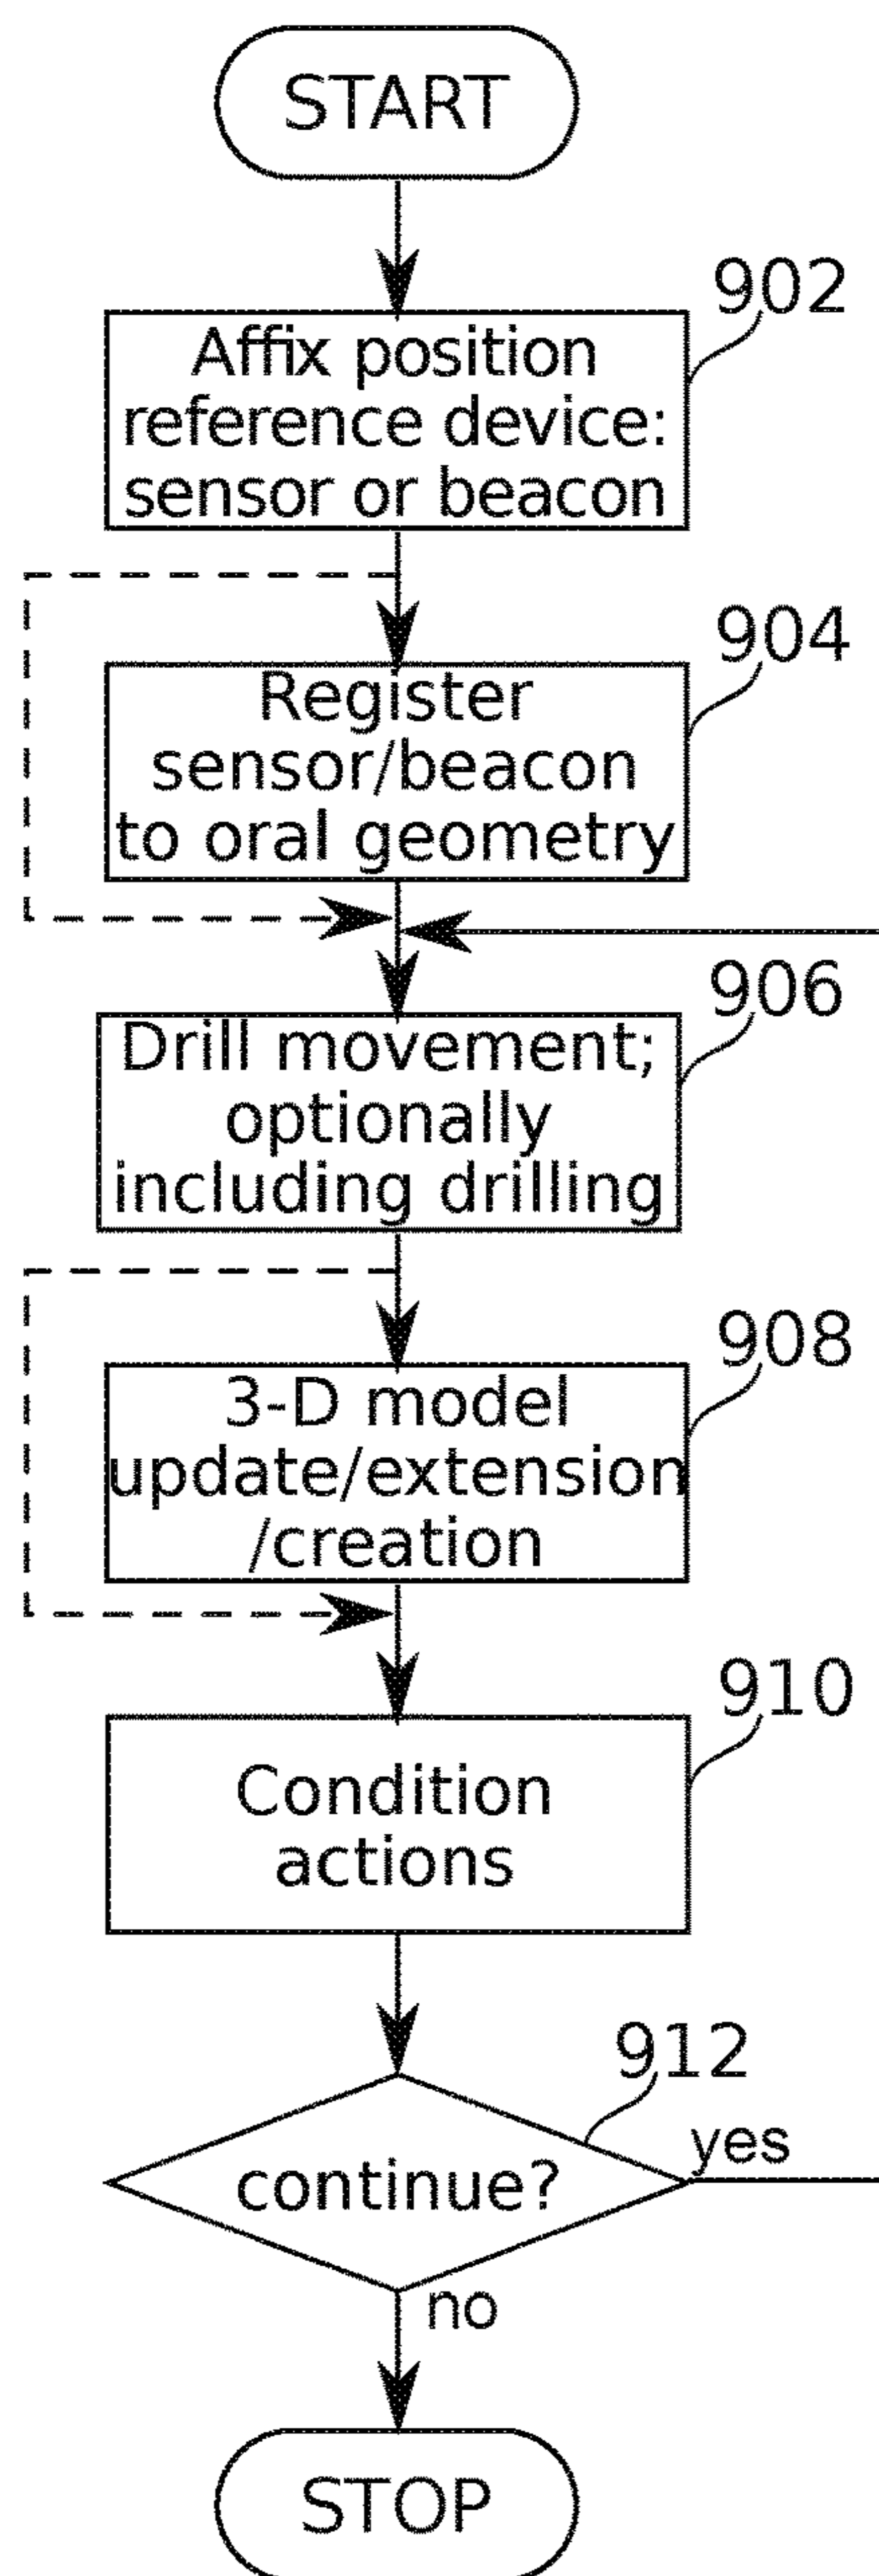 START
902
Affix position
reference device:
sensor or beacon
904
Register
sensor/beacon
to oral geometry
906
Drill movement;
optionally
including drilling
908
3-D model
update/extension
/creation
910
Condition
actions
912
yes
continue?
no
STOP